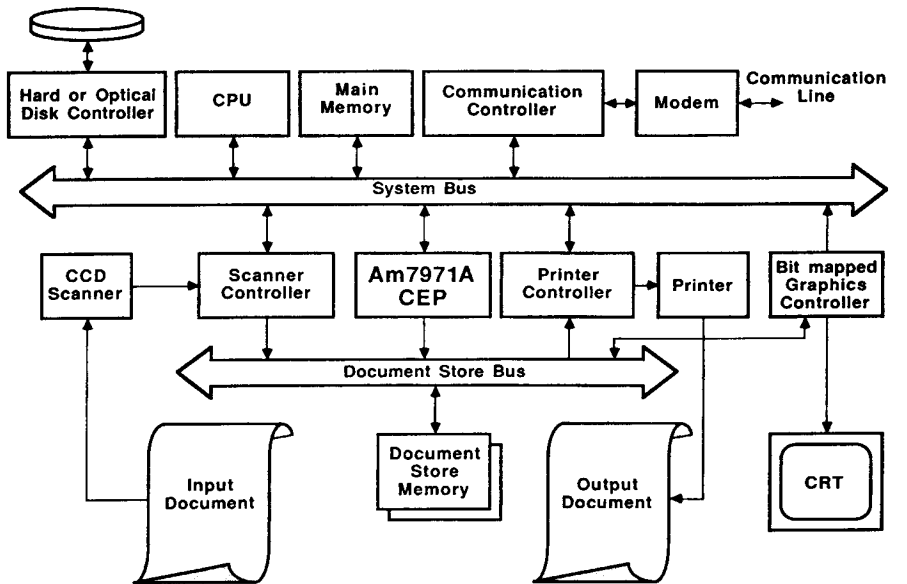 Hard or Optical
Disk Controller
CPU
Main
Memory
Communication
Controller
Modem
Communication
Line
System Bus
CCD
Scanner
Scanner
Controller
Am7971A
CEP
Printer
Controller
Printer
Bit mapped
Graphics
Controller
Document Store Bus
Input
Document
Document
Store
Memory
Output
Document
CRT